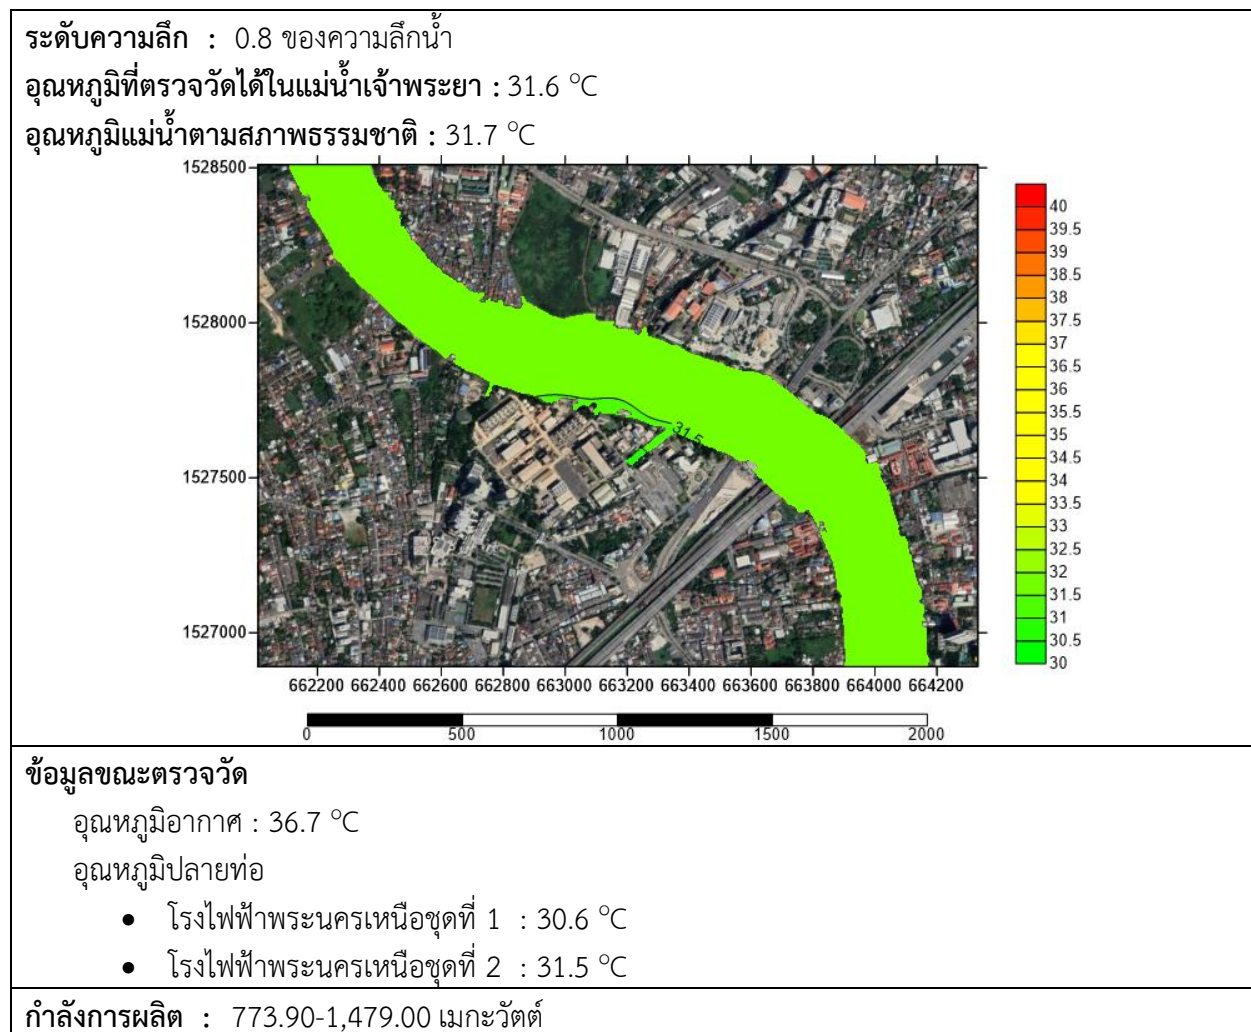 ระดับความลึก : 0.8 ของความลึกน้ำ
อุณหภูมิที่ตรวจวัดได้ในแม่น้ำเจ้าพระยา : 31.6 °C
อุณหภูมิแม่น้ำตามสภาพธรรมชาติ : 31.7 °C
1528500
1528000
1527500
1527000
31.5
662200 662400 662600 662800 663000 663200 663400 663600 663800 664000 664200
0 500 1000 1500 2000
40
39.5
39
38.5
38
37.5
37
36.5
36
35.5
35
34.5
34
33.5
33
32.5
32
31.5
31
30.5
30
ข้อมูลขณะตรวจวัด
อุณหภูมิอากาศ : 36.7 °C
อุณหภูมิปลายท่อ
• โรงไฟฟ้าพระนครเหนือชุดที่ 1 : 30.6 °C
• โรงไฟฟ้าพระนครเหนือชุดที่ 2 : 31.5 °C
กำลังการผลิต : 773.90-1,479.00 เมกะวัตต์